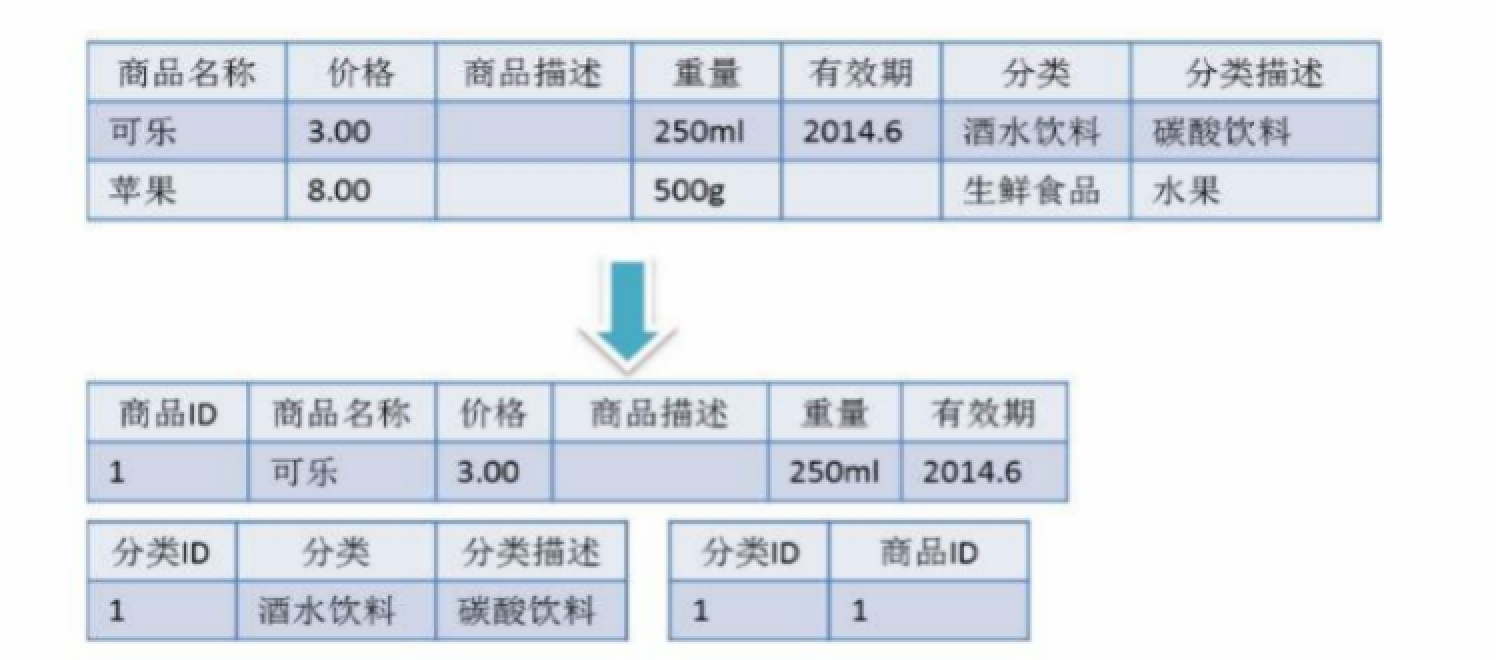 商品名称 价格 商品描述 重量 有效期 分类 分类描述
可乐 3.00 250ml 2014.6 酒水饮料 碳酸饮料
苹果 8.00 500g 生鲜食品 水果
商品ID 商品名称 价格 商品描述 重量 有效期
1 可乐 3.00 250ml 2014.6
分类ID 分类 分类描述 分类ID 商品ID
1 酒水饮料 碳酸饮料 1 1